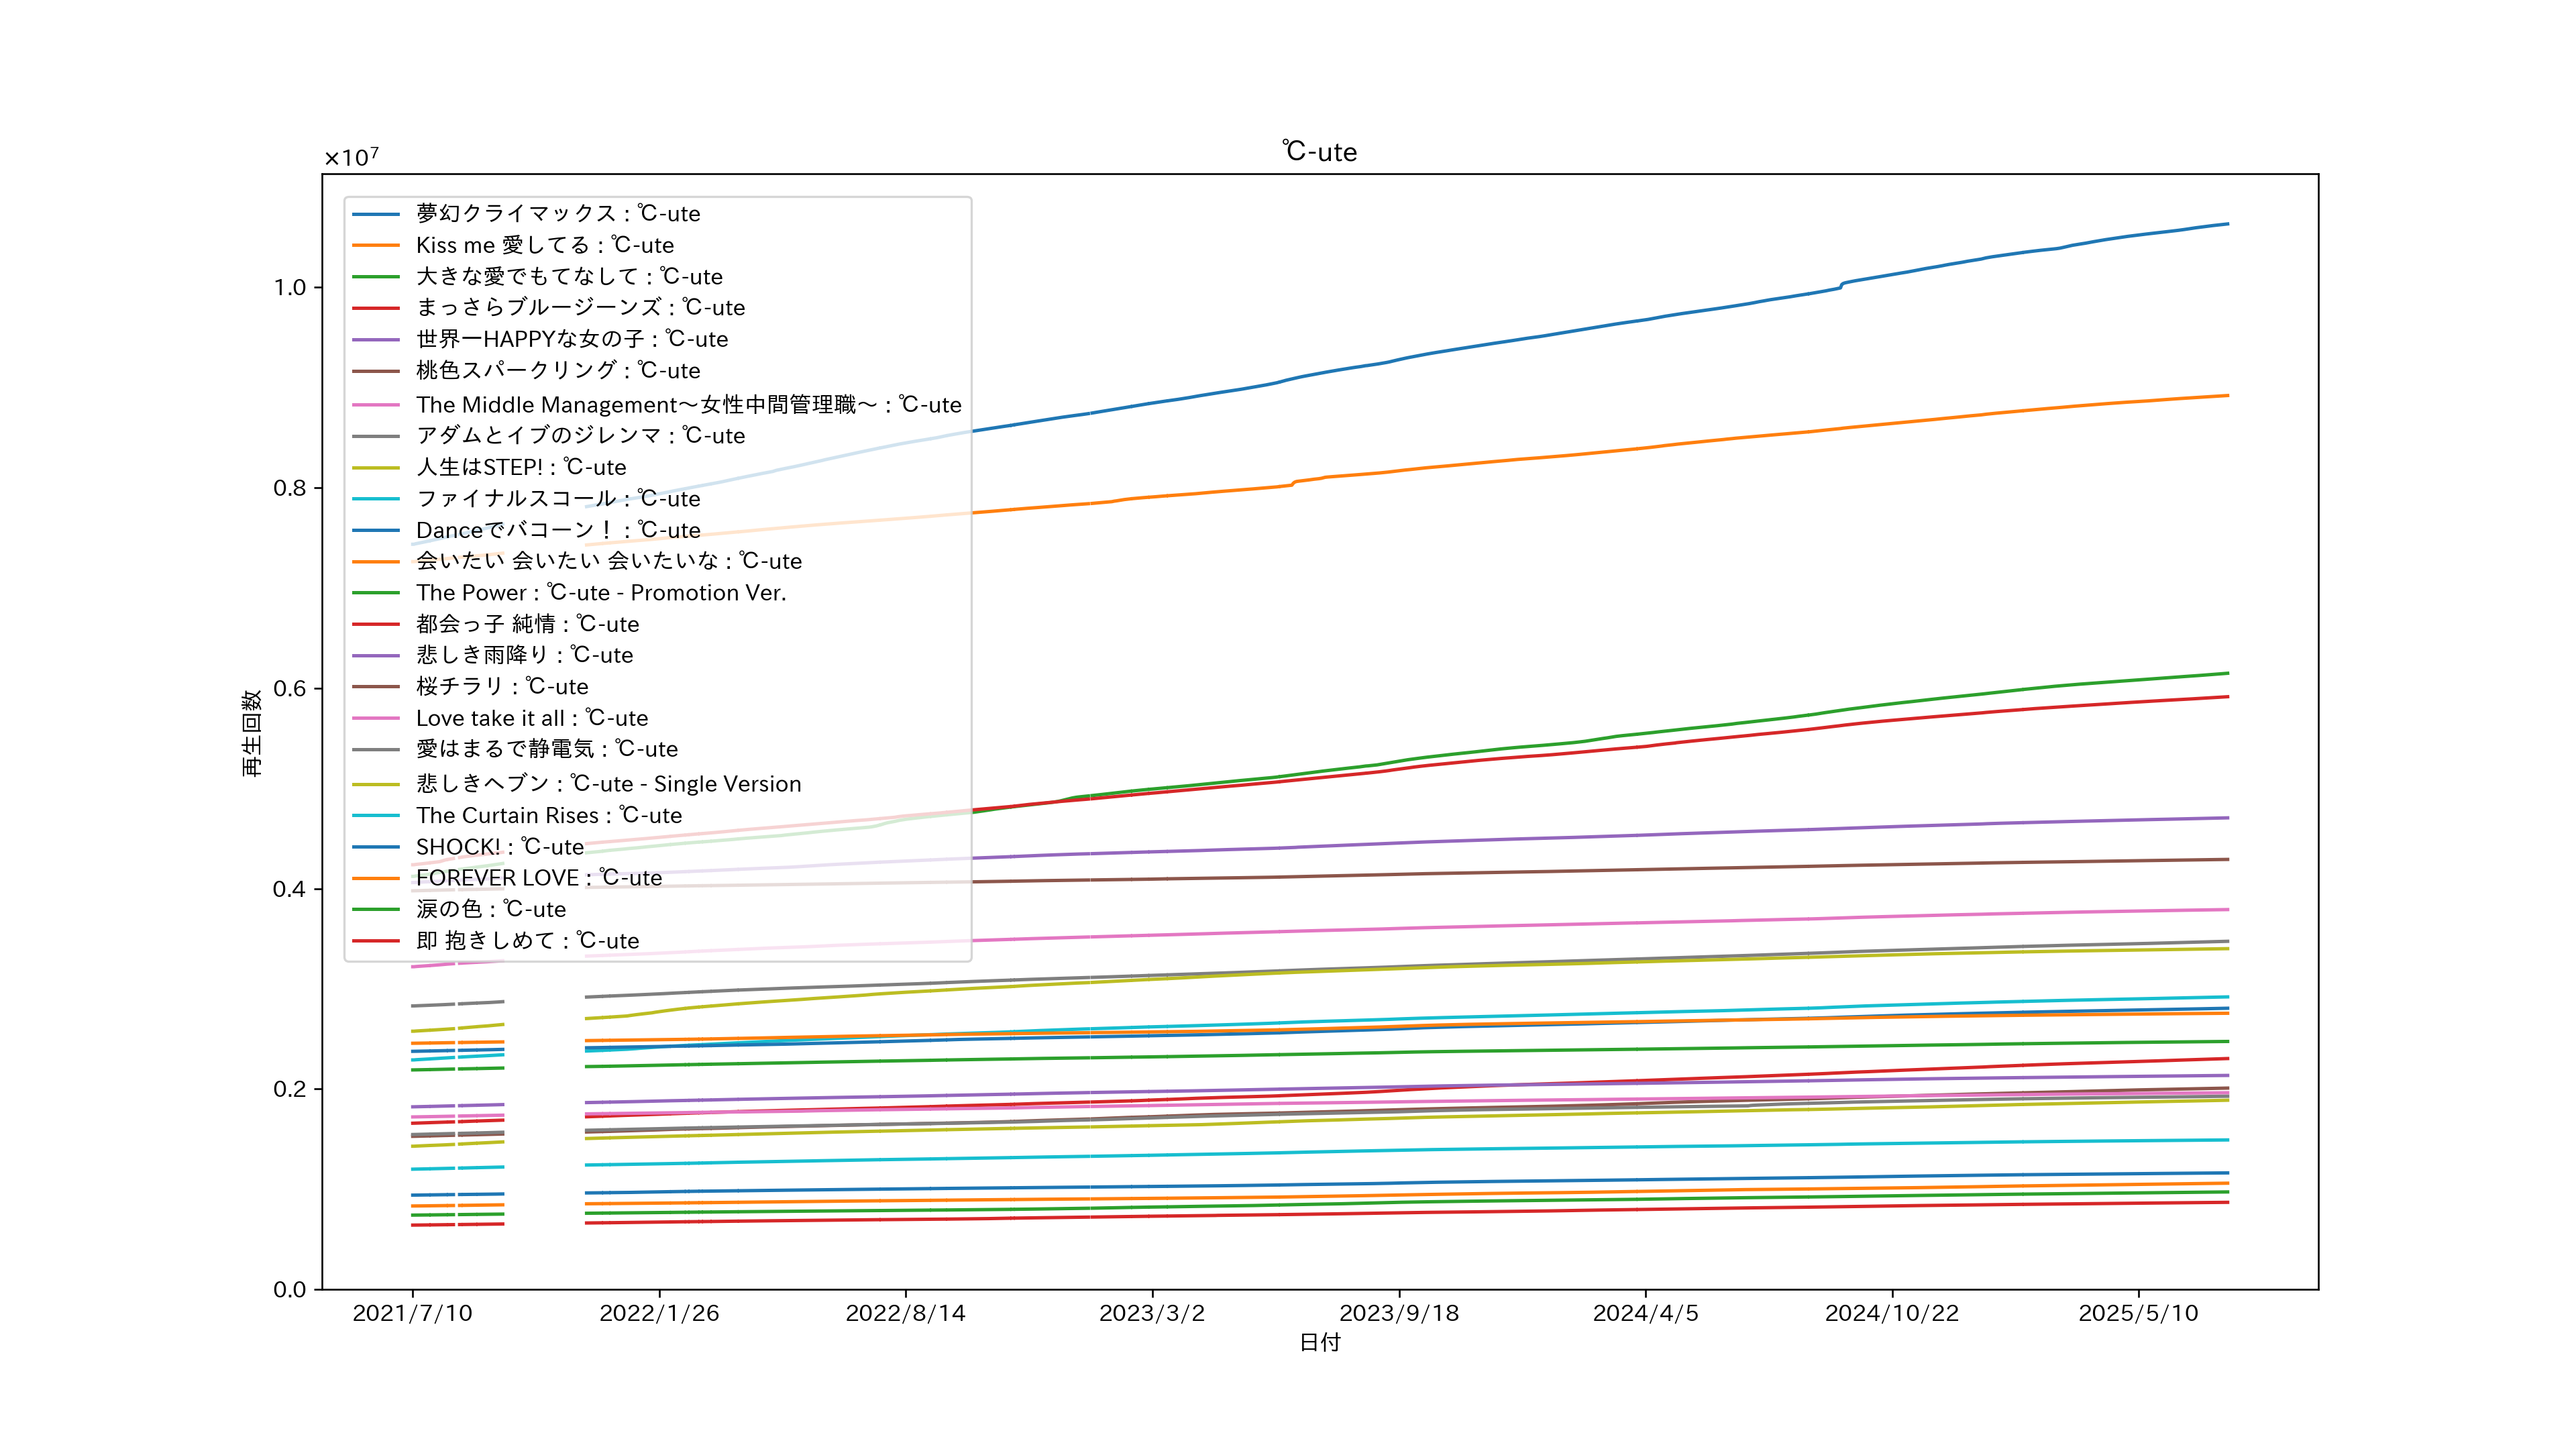 ℃-ute
×10⁷
夢幻クライマックス : ℃-ute
Kiss me 愛してる : ℃-ute
大きな愛でもてなして : ℃-ute
まっさらブルージーンズ : ℃-ute
世界一HAPPYな女の子 : ℃-ute
桃色スパークリング : ℃-ute
The Middle Management～女性中間管理職～ : ℃-ute
アダムとイブのジレンマ : ℃-ute
人生はSTEP! : ℃-ute
ファイナルスコール : ℃-ute
Danceでバコーン！ : ℃-ute
会いたい 会いたい 会いたいな : ℃-ute
The Power : ℃-ute - Promotion Ver.
都会っ子 純情 : ℃-ute
悲しき雨降り : ℃-ute
桜チラリ : ℃-ute
Love take it all : ℃-ute
愛はまるで静電気 : ℃-ute
悲しきヘブン : ℃-ute - Single Version
The Curtain Rises : ℃-ute
SHOCK! : ℃-ute
FOREVER LOVE : ℃-ute
涙の色 : ℃-ute
即 抱きしめて : ℃-ute
1.0
0.8
0.6
0.4
0.2
0.0
再生回数
2021/7/10
2022/1/26
2022/8/14
2023/3/2
2023/9/18
2024/4/5
2024/10/22
2025/5/10
日付